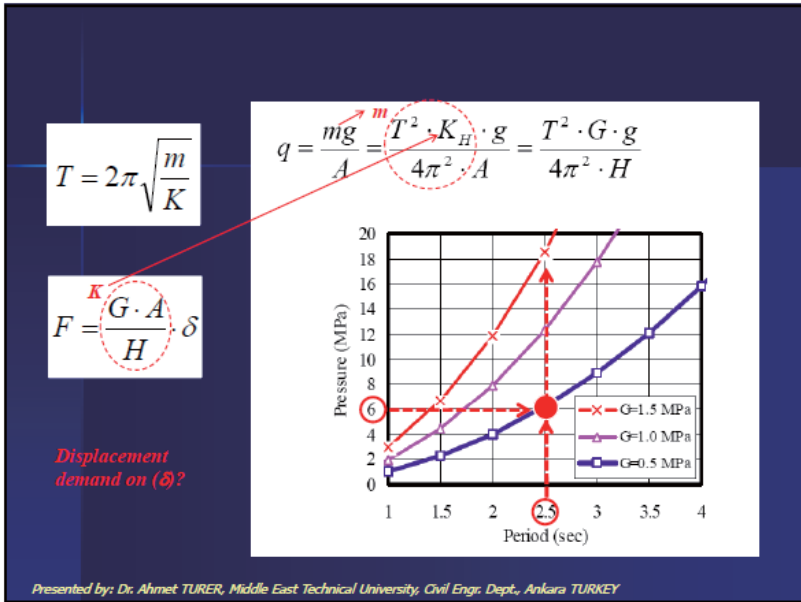 q = mg/A = T² · K_H · g / 4π² · A = T² · G · g / 4π² · H
m
T = 2π√(m/K)
K
F = G · A / H · δ
Displacement
demand on (δ)?
Pressure (MPa)
20
18
16
14
12
10
8
6
4
2
0
G=1.5 MPa
G=1.0 MPa
G=0.5 MPa
1 1.5 2 2.5 3 3.5 4
Period (sec)
Presented by: Dr. Ahmet TURER, Middle East Technical University, Civil Engr. Dept., Ankara TURKEY